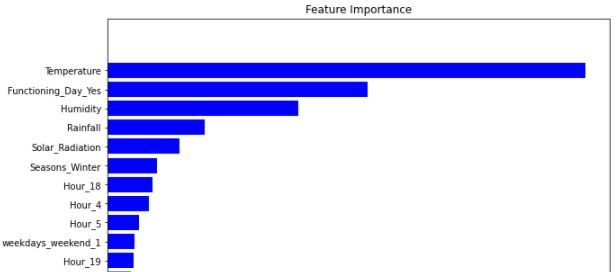 Feature Importance
Temperature
Functioning_Day_Yes
Humidity
Rainfall
Solar_Radiation
Seasons_Winter
Hour_18
Hour_4
Hour_5
weekdays_weekend_1
Hour_19